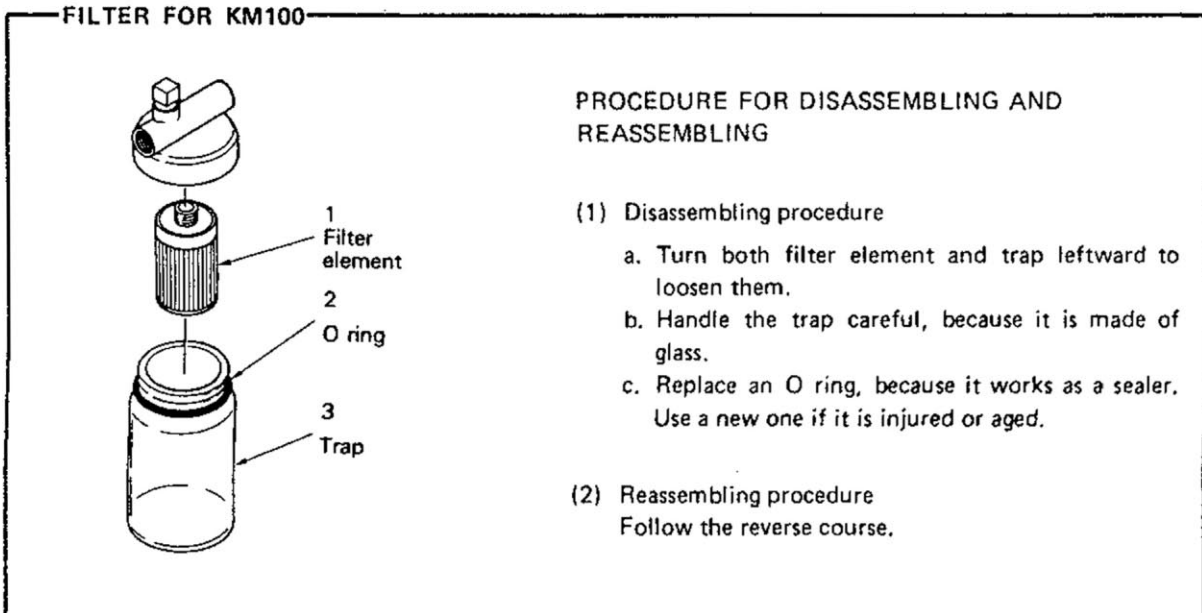 FILTER FOR KM100
1
Filter
element
2
O ring
3
Trap
PROCEDURE FOR DISASSEMBLING AND
REASSEMBLING
(1) Disassembling procedure
a. Turn both filter element and trap leftward to
loosen them.
b. Handle the trap careful, because it is made of
glass.
c. Replace an O ring, because it works as a sealer.
Use a new one if it is injured or aged.
(2) Reassembling procedure
Follow the reverse course.